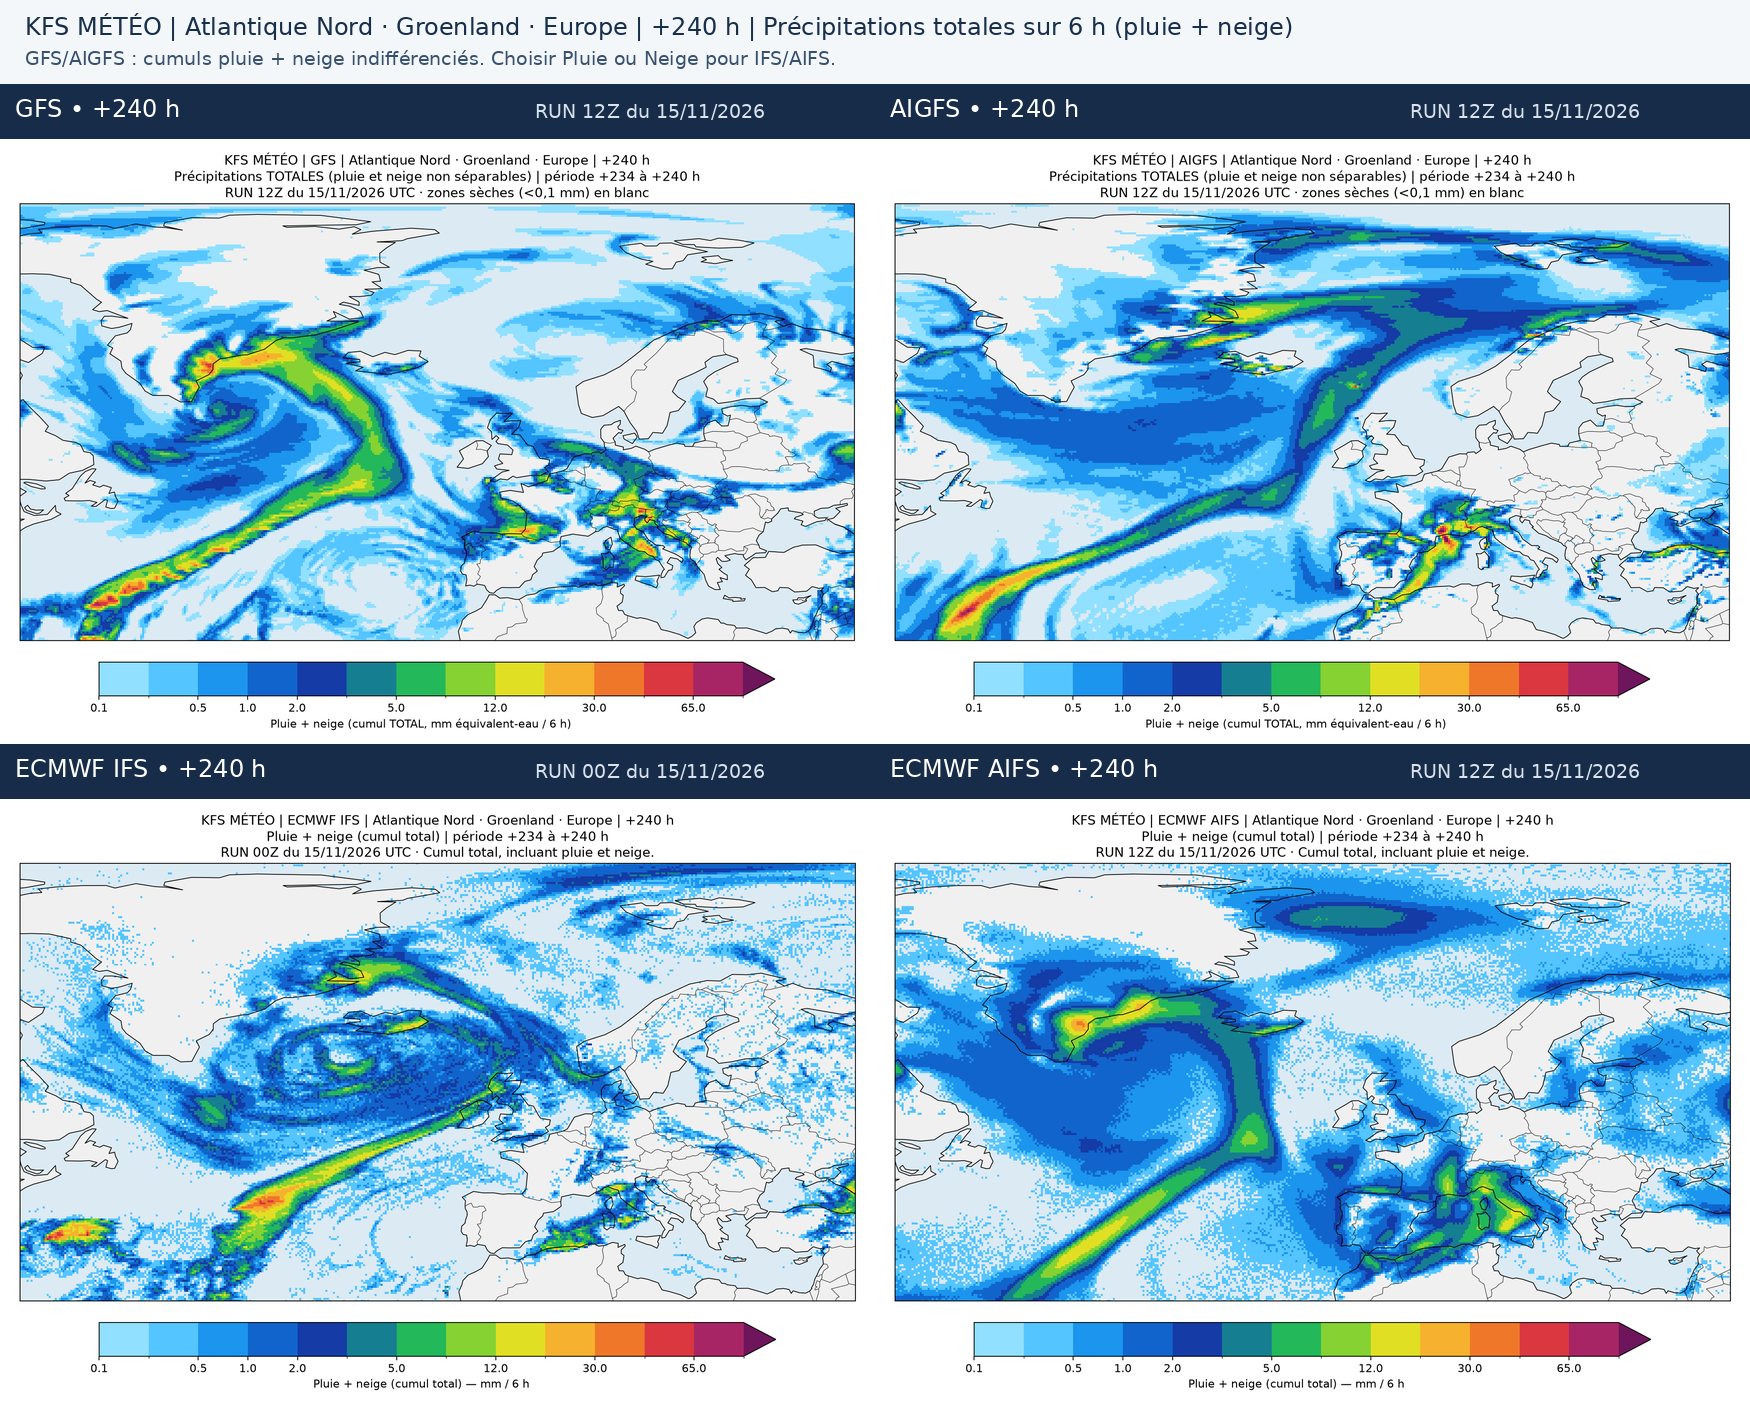 KFS MÉTÉO | Atlantique Nord · Groenland · Europe | +240 h | Précipitations totales sur 6 h (pluie + neige)
GFS/AIGFS : cumuls pluie + neige indifférenciés. Choisir Pluie ou Neige pour IFS/AIFS.
GFS • +240 h
RUN 12Z du 15/11/2026
AIGFS • +240 h
RUN 12Z du 15/11/2026
KFS MÉTÉO | GFS | Atlantique Nord · Groenland · Europe | +240 h
Précipitations TOTALES (pluie et neige non séparables) | période +234 à +240 h
RUN 12Z du 15/11/2026 UTC · zones sèches (<0,1 mm) en blanc
KFS MÉTÉO | AIGFS | Atlantique Nord · Groenland · Europe | +240 h
Précipitations TOTALES (pluie et neige non séparables) | période +234 à +240 h
RUN 12Z du 15/11/2026 UTC · zones sèches (<0,1 mm) en blanc
0.1 0.5 1.0 2.0 5.0 12.0 30.0 65.0
Pluie + neige (cumul TOTAL, mm équivalent-eau / 6 h)
0.1 0.5 1.0 2.0 5.0 12.0 30.0 65.0
Pluie + neige (cumul TOTAL, mm équivalent-eau / 6 h)
ECMWF IFS • +240 h
RUN 00Z du 15/11/2026
ECMWF AIFS • +240 h
RUN 12Z du 15/11/2026
KFS MÉTÉO | ECMWF IFS | Atlantique Nord · Groenland · Europe | +240 h
Pluie + neige (cumul total) | période +234 à +240 h
RUN 00Z du 15/11/2026 UTC · Cumul total, incluant pluie et neige.
KFS MÉTÉO | ECMWF AIFS | Atlantique Nord · Groenland · Europe | +240 h
Pluie + neige (cumul total) | période +234 à +240 h
RUN 12Z du 15/11/2026 UTC · Cumul total, incluant pluie et neige.
0.1 0.5 1.0 2.0 5.0 12.0 30.0 65.0
Pluie + neige (cumul total) — mm / 6 h
0.1 0.5 1.0 2.0 5.0 12.0 30.0 65.0
Pluie + neige (cumul total) — mm / 6 h